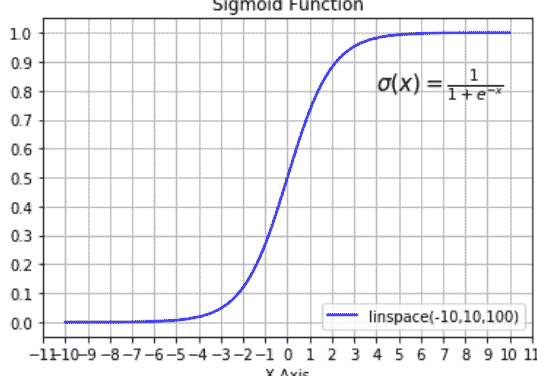 Sigmoid Function
1.0
0.9
0.8
0.7
0.6
0.5
0.4
0.3
0.2
0.1
0.0
σ(x) = 1/(1 + e^{-x})
linspace(-10,10,100)
−11 −10 −9 −8 −7 −6 −5 −4 −3 −2 −1 0 1 2 3 4 5 6 7 8 9 10 11
X Axis